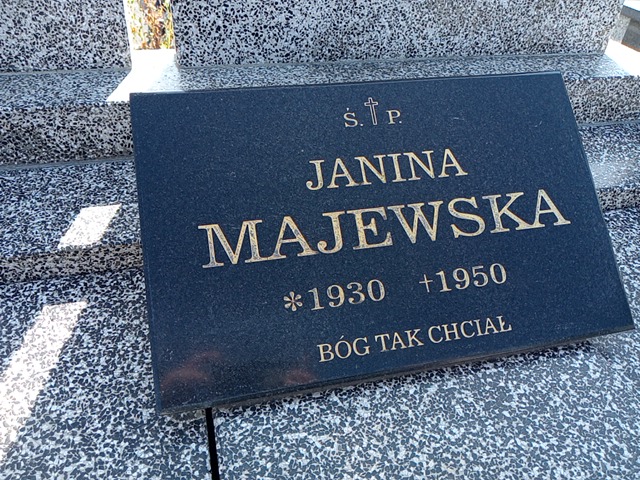 Ś. † P.
JANINA
MAJEWSKA
*1930 †1950
BÓG TAK CHCIAŁ